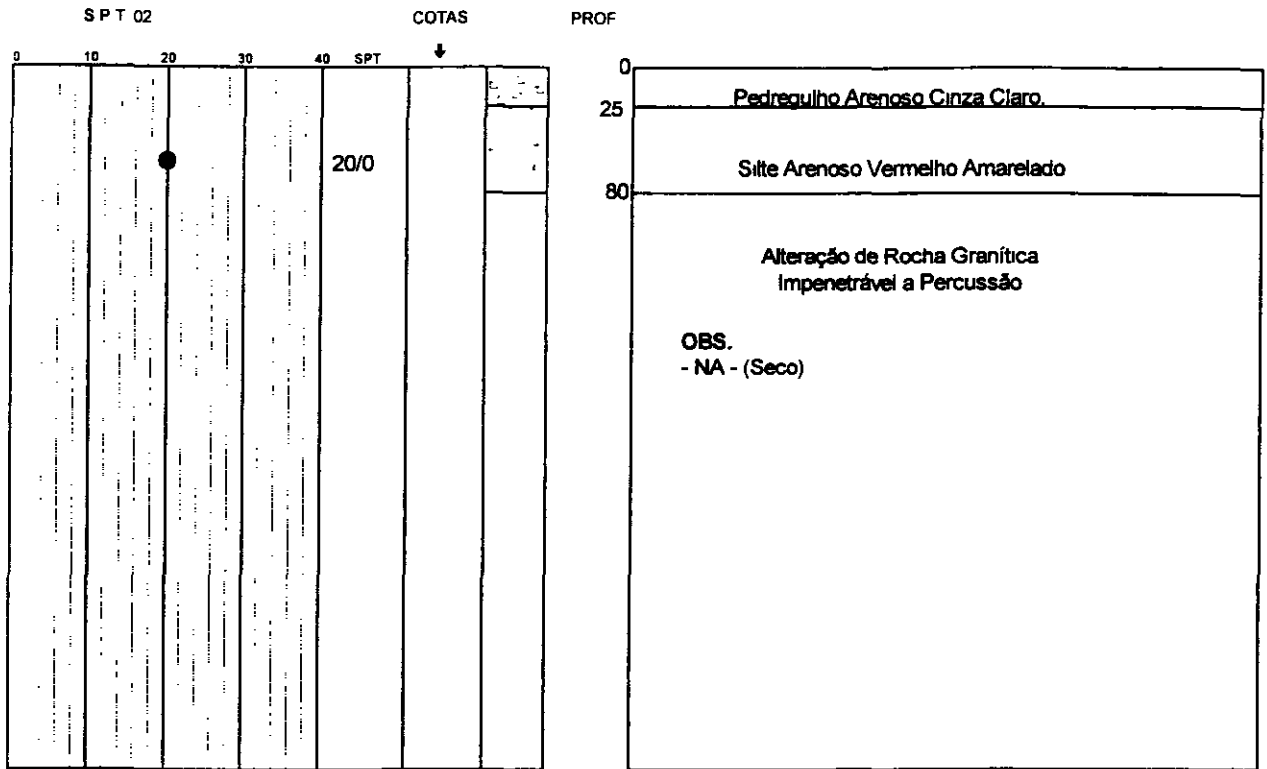 S P T 02
COTAS
PROF
0 10 20 30 40 SPT
0
Pedregulho Arenoso Cinza Claro.
25
20/0
Silte Arenoso Vermelho Amarelado
80
Alteração de Rocha Granítica
Impenetrável a Percussão
OBS.
- NA - (Seco)